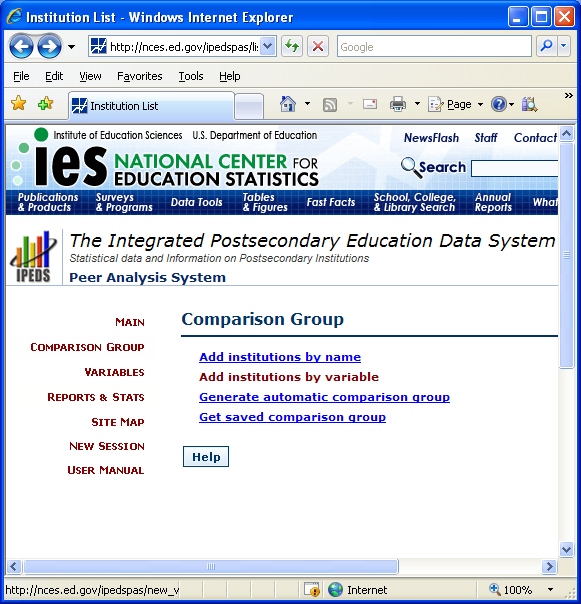 Institution List - Windows Internet Explorer
http://nces.ed.gov/ipedspas/li
Google
File Edit View Favorites Tools Help
Institution List
Page
Institute of Education Sciences U.S. Department of Education
NewsFlash Staff Contact
ies NATIONAL CENTER FOR
EDUCATION STATISTICS
Search
Publications & Products
Surveys & Programs
Data Tools
Tables & Figures
Fast Facts
School, College, & Library Search
Annual Reports
What
IPEDS
The Integrated Postsecondary Education Data System
Statistical data and Information on Postsecondary Institutions
Peer Analysis System
MAIN
COMPARISON GROUP
VARIABLES
REPORTS & STATS
SITE MAP
NEW SESSION
USER MANUAL
Comparison Group
Add institutions by name
Add institutions by variable
Generate automatic comparison group
Get saved comparison group
Help
http://nces.ed.gov/ipedspas/new_v
Internet
100%